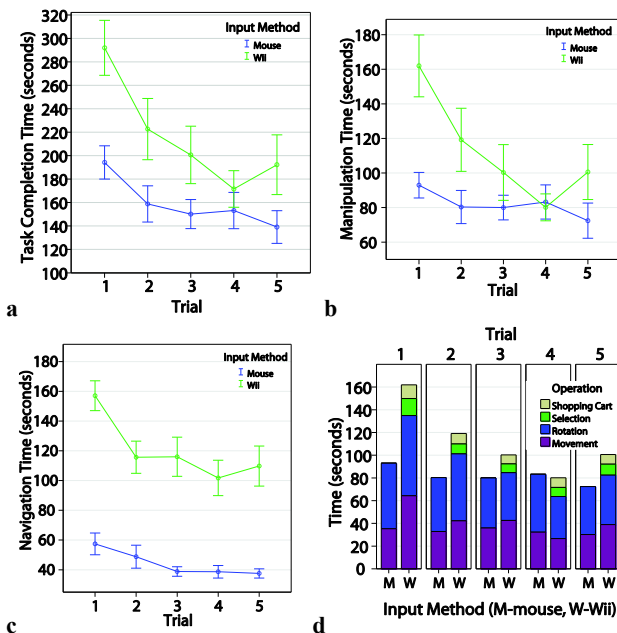 Input Method
Mouse
Wii
320
300
280
260
240
220
200
180
160
140
120
100
Task Completion Time (seconds)
1 2 3 4 5
Trial
a
Input Method
Mouse
Wii
180
160
140
120
100
80
60
Manipulation Time (seconds)
1 2 3 4 5
Trial
b
Input Method
Mouse
Wii
180
160
140
120
100
80
60
40
Navigation Time (seconds)
1 2 3 4 5
Trial
c
Trial
1 2 3 4 5
Operation
Shopping Cart
Selection
Rotation
Movement
160
140
120
100
80
60
40
20
0
Time (seconds)
M W M W M W M W M W
Input Method (M-mouse, W-Wii)
d